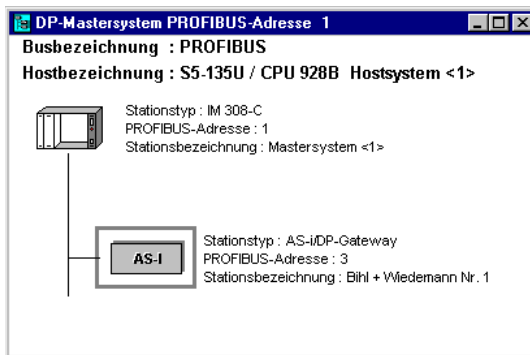 DP-Mastersystem PROFIBUS-Adresse 1
Busbezeichnung : PROFIBUS
Hostbezeichnung : S5-135U / CPU 928B Hostsystem <1>
Stationstyp : IM 308-C
PROFIBUS-Adresse : 1
Stationsbezeichnung : Mastersystem <1>
AS-I
Stationstyp : AS-i/DP-Gateway
PROFIBUS-Adresse : 3
Stationsbezeichnung : Bihl + Wiedemann Nr. 1